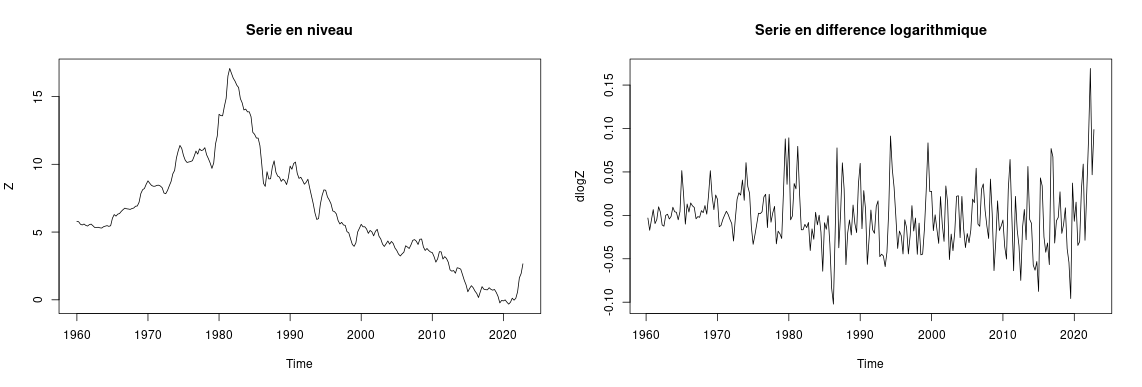 Serie en niveau
Z
15
10
5
0
1960 1970 1980 1990 2000 2010 2020
Time
Serie en difference logarithmique
dlogZ
0.15
0.10
0.05
0.00
-0.05
-0.10
1960 1970 1980 1990 2000 2010 2020
Time